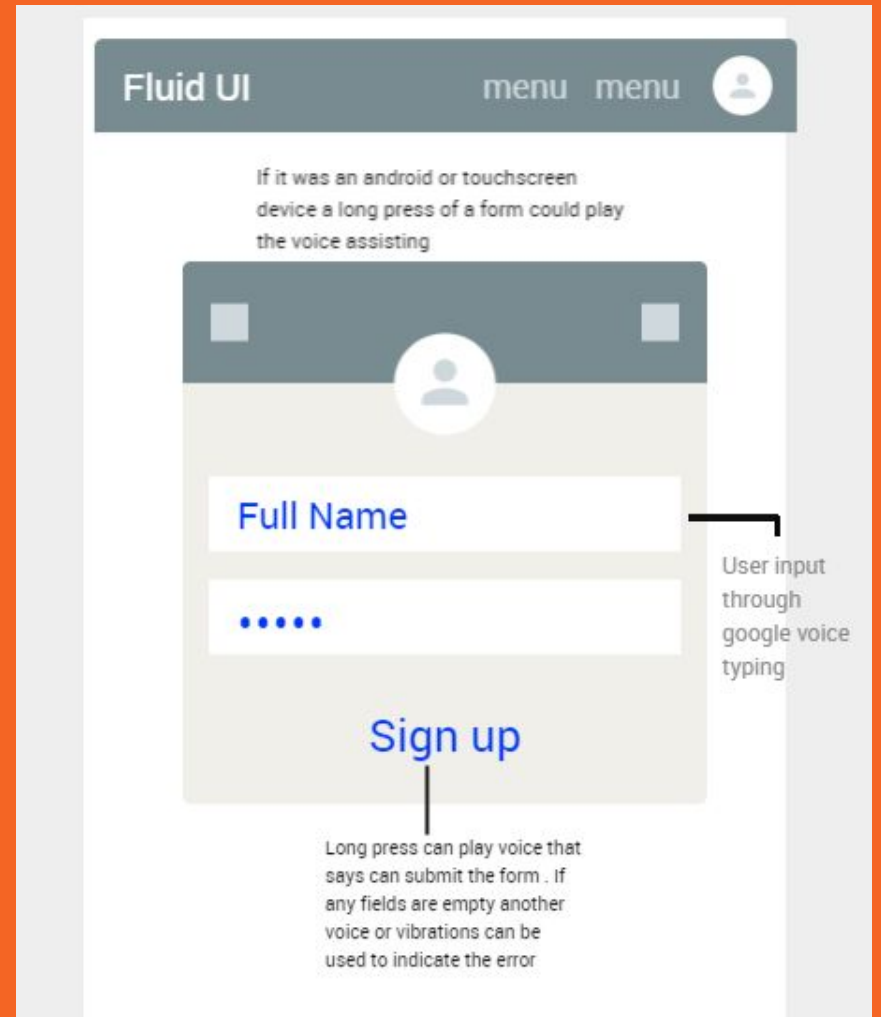 Fluid UI menu menu
If it was an android or touchscreen
device a long press of a form could play
the voice assisting
Full Name
•••••
User input
through
google voice
typing
Sign up
Long press can play voice that
says can submit the form . If
any fields are empty another
voice or vibrations can be
used to indicate the error